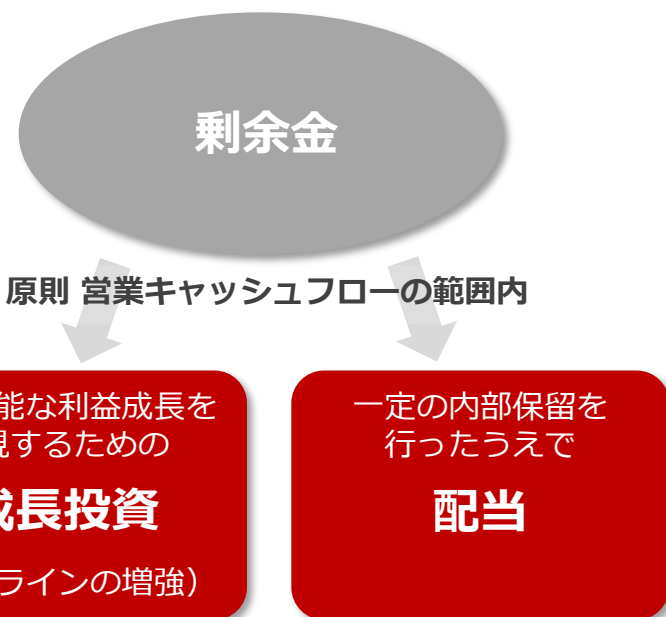 剰余金
原則 営業キャッシュフローの範囲内
能な利益成長を
現するための
成長投資
ラインの増強）
一定の内部保留を
行ったうえで
配当